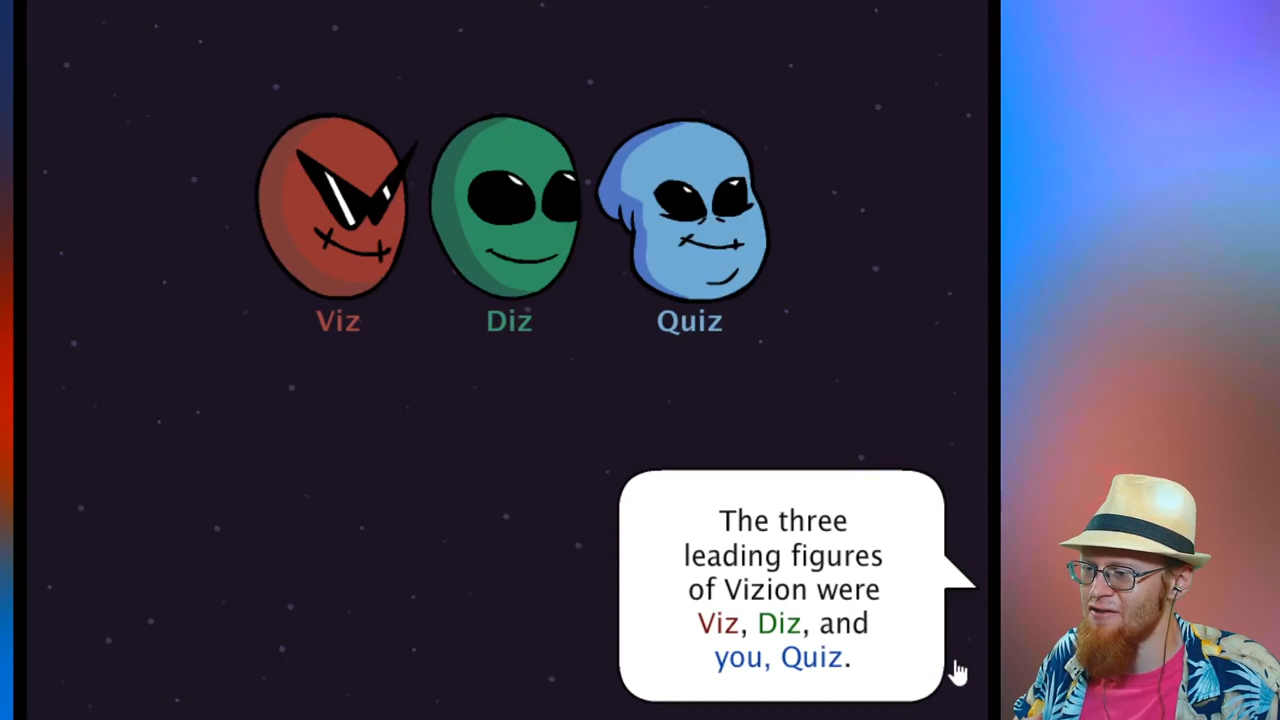 Viz Diz Quiz
The three
leading figures
of Vizion were
Viz, Diz, and
you, Quiz.